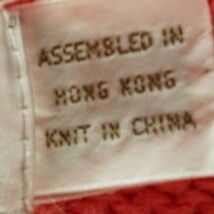 ASSEMBLED IN
HONG KONG
KNIT IN CHINA